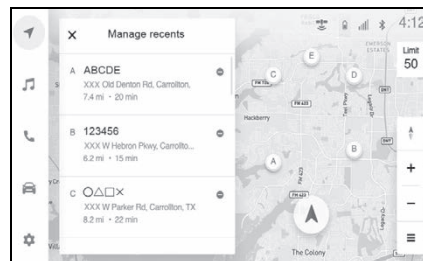 Manage recents
4:12
A ABCDE
XXX Old Denton Rd, Carrollton,
7.4 mi • 20 min
B 123456
XXX W Hebron Pkwy, Carrollto...
6.2 mi • 15 min
C ○△□×
XXX W Parker Rd, Carrollton, TX
8.2 mi • 22 min
Limit
50
E
C
D
A
B
Hackberry
FM 423
The Colony